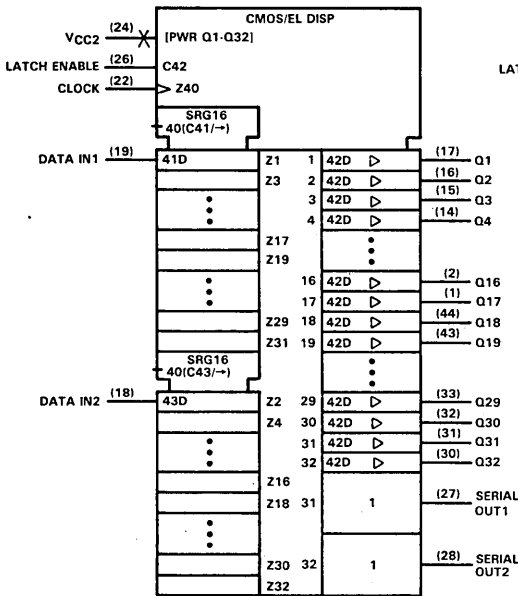 CMOS/EL DISP
VCC2 (24) [PWR Q1-Q32]
LATCH ENABLE (26) C42
LAT
CLOCK (22) Z40
SRG16
40(C41/→)
DATA IN1 (19) 41D Z1 1 42D ▷ (17) Q1
Z3 2 42D ▷ (16) Q2
3 42D ▷ (15) Q3
4 42D ▷ (14) Q4
Z17
Z19
16 42D ▷ (2) Q16
17 42D ▷ (1) Q17
Z29 18 42D ▷ (44) Q18
Z31 19 42D ▷ (43) Q19
SRG16
40(C43/→)
DATA IN2 (18) 43D Z2 29 42D ▷ (33) Q29
Z4 30 42D ▷ (32) Q30
31 42D ▷ (31) Q31
32 42D ▷ (30) Q32
Z16
Z18 31 1 (27) SERIAL
OUT1
Z30 32 1 (28) SERIAL
OUT2
Z32